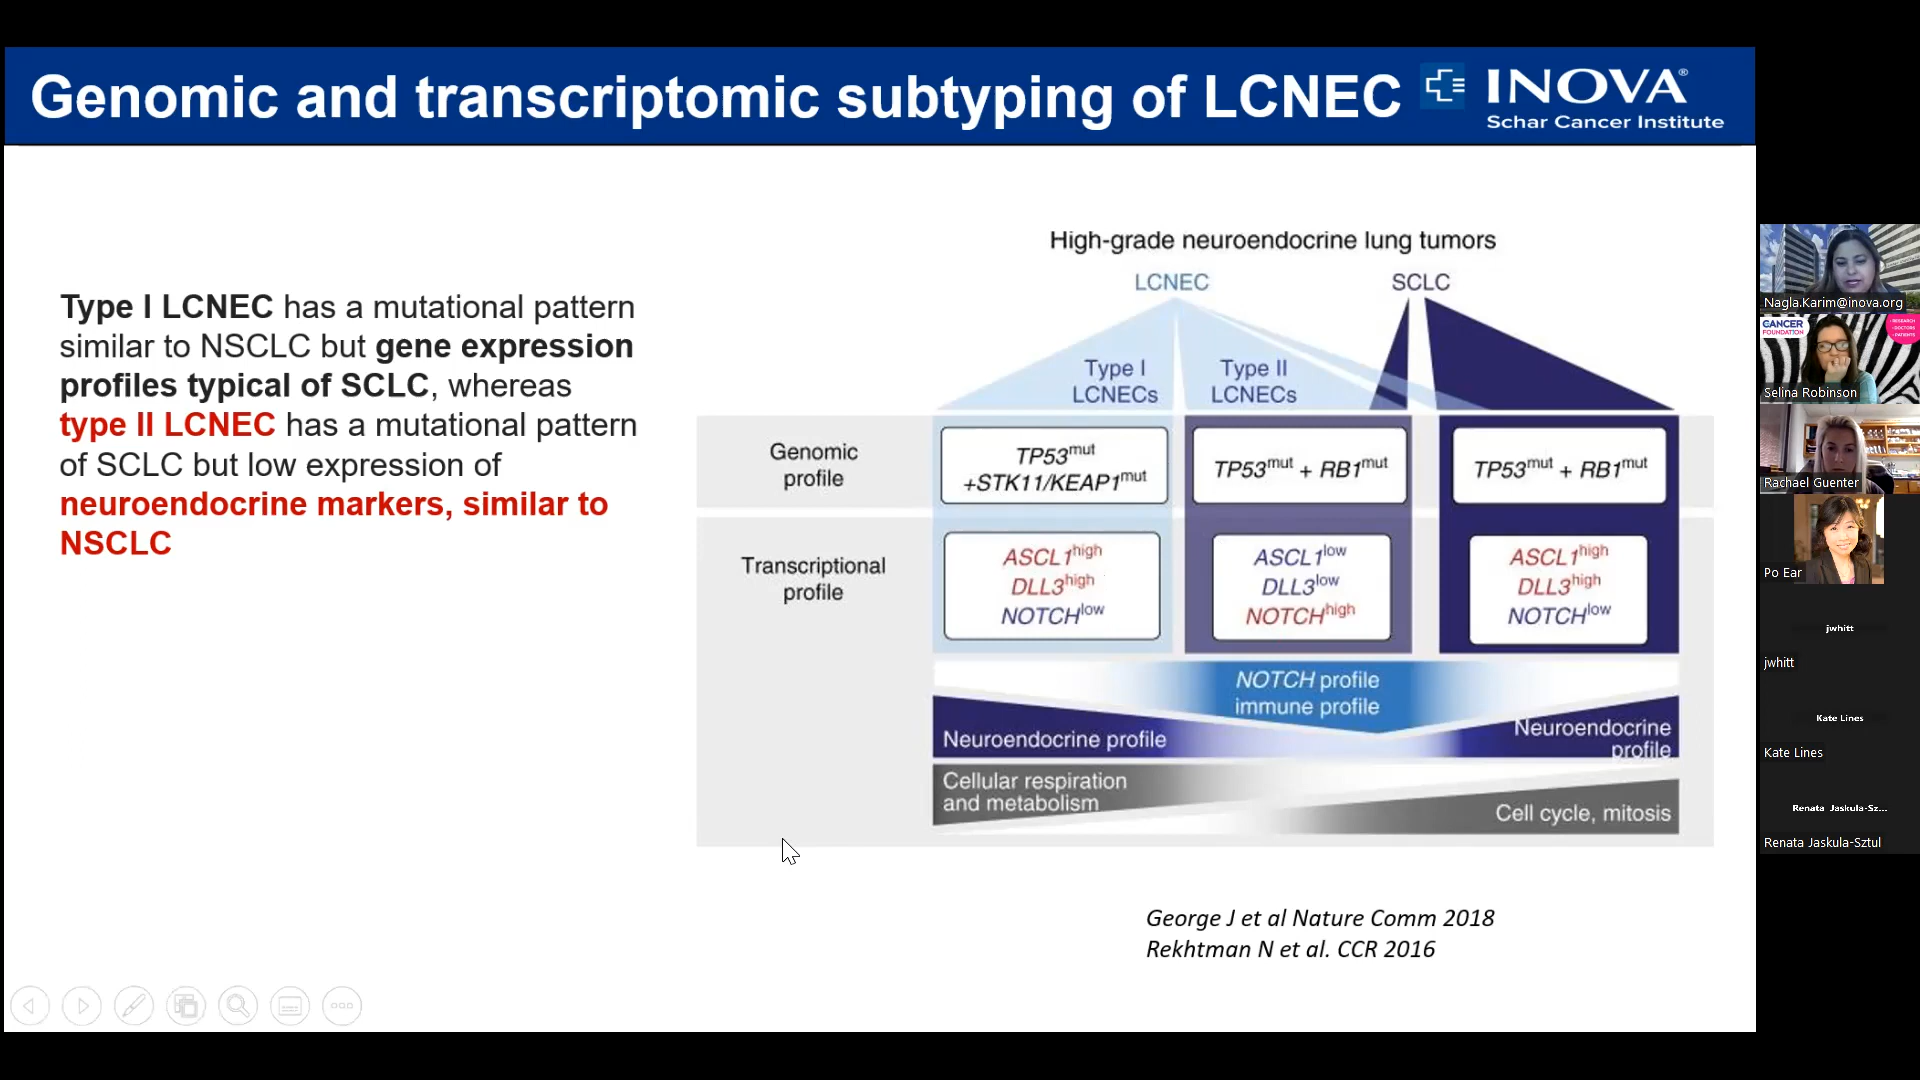 Genomic and transcriptomic subtyping of LCNEC
INOVA®
Schar Cancer Institute
Type I LCNEC has a mutational pattern
similar to NSCLC but gene expression
profiles typical of SCLC, whereas
type II LCNEC has a mutational pattern
of SCLC but low expression of
neuroendocrine markers, similar to
NSCLC
High-grade neuroendocrine lung tumors
LCNEC
SCLC
Type I
LCNECs
Type II
LCNECs
Genomic
profile
TP53mut
+STK11/KEAP1mut
TP53mut + RB1mut
TP53mut + RB1mut
Transcriptional
profile
ASCL1high
DLL3high
NOTCHlow
ASCL1low
DLL3low
NOTCHhigh
ASCL1high
DLL3high
NOTCHlow
NOTCH profile
immune profile
Neuroendocrine profile
Neuroendocrine
profile
Cellular respiration
and metabolism
Cell cycle, mitosis
George J et al Nature Comm 2018
Rekhtman N et al. CCR 2016
Nagla.Karim@inova.org
CANCER
FOUNDATION
RESEARCH
DOCTORS
PATIENTS
Selina Robinson
Rachael Guenter
Po Ear
jwhitt
jwhitt
Kate Lines
Kate Lines
Renata Jaskula-Sz...
Renata Jaskula-Sztul